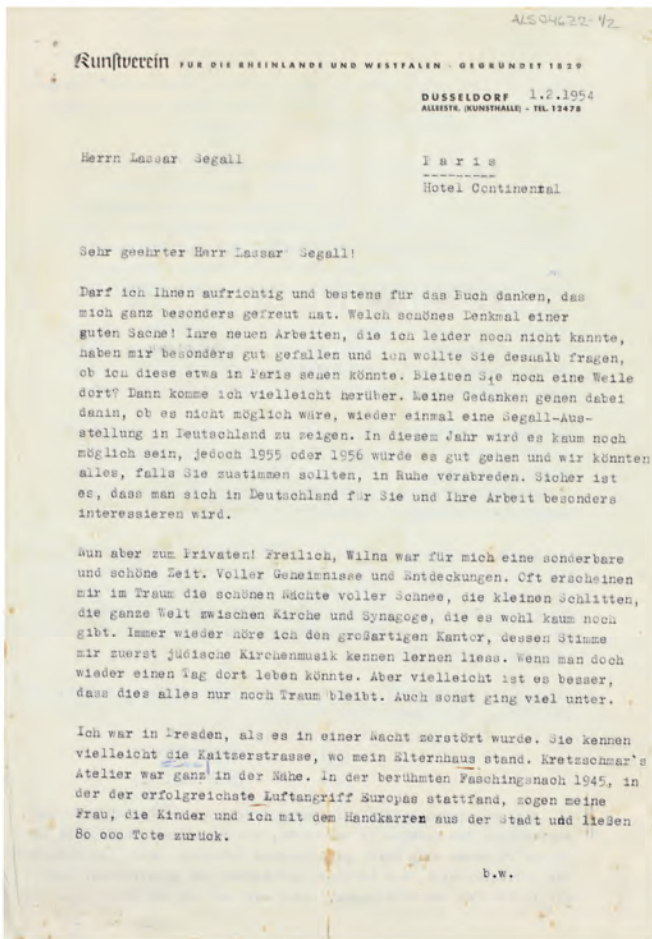 ALS 04622-1/2
Kunstverein FÜR DIE RHEINLANDE UND WESTFALEN - GEGRÜNDET 1829
DÜSSELDORF 1.2.1954
ALLEESTR. (KUNSTHALLE) - TEL. 12478
Herrn Lassar Segall
Paris
Hotel Continental
Sehr geehrter Herr Lassar Segall!
Darf ich Ihnen aufrichtig und bestens für das Buch danken, das
mich ganz besonders gefreut hat. Welch schönes Denkmal einer
guten Sache! Ihre neuen Arbeiten, die ich leider noch nicht kannte,
haben mir besonders gut gefallen und ich wollte Sie deshalb fragen,
ob ich diese etwa in Paris sehen könnte. Bleiben Sie noch eine Weile
dort? Dann komme ich vielleicht herüber. Meine Gedanken gehen dabei
dahin, ob es nicht möglich wäre, wieder einmal eine Segall-Aus-
stellung in Deutschland zu zeigen. In diesem Jahr wird es kaum noch
möglich sein, jedoch 1955 oder 1956 würde es gut gehen und wir könnten
alles, falls Sie zustimmen sollten, in Ruhe verabreden. Sicher ist
es, dass man sich in Deutschland für Sie und Ihre Arbeit besonders
interessieren wird.
Nun aber zum Privaten! Freilich, Wilna war für mich eine sonderbare
und schöne Zeit. Voller Geheimnisse und Entdeckungen. Oft erscheinen
mir im Traum die schönen Nächte voller Schnee, die kleinen Schlitten,
die ganze Welt zwischen Kirche und Synagoge, die es wohl kaum noch
gibt. Immer wieder höre ich den großartigen Kantor, dessen Stimme
mir zuerst jüdische Kirchenmusik kennen lernen liess. Wenn man doch
wieder einen Tag dort leben könnte. Aber vielleicht ist es besser,
dass dies alles nur noch Traum bleibt. Auch sonst ging viel unter.
Ich war in Dresden, als es in einer Nacht zerstört wurde. Sie kennen
vielleicht die Kaitzerstrasse, wo mein Elternhaus stand. Kretzschmar's
Atelier war ganz in der Nähe. In der berühmten Faschingsnach 1945, in
der der erfolgreichste Luftangriff Europas stattfand, zogen meine
Frau, die Kinder und ich mit dem Handkarren aus der Stadt und ließen
80 000 Tote zurück.
b.w.